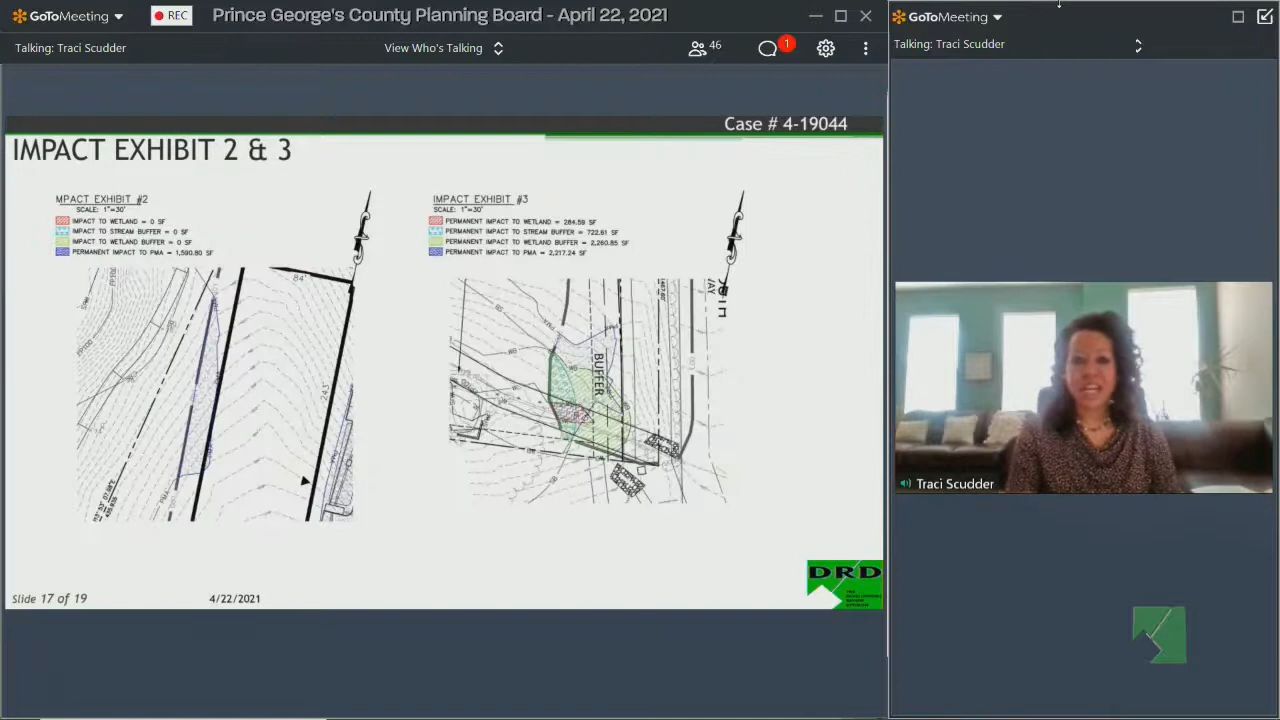 GoToMeeting
REC
Prince George's County Planning Board - April 22, 2021
Talking: Traci Scudder
View Who's Talking
46
1
Case # 4-19044
IMPACT EXHIBIT 2 & 3
MPACT EXHIBIT #2
SCALE: 1"=30'
IMPACT TO WETLAND = 0 SF
IMPACT TO STREAM BUFFER = 0 SF
IMPACT TO WETLAND BUFFER = 0 SF
PERMANENT IMPACT TO PMA = 1,590.80 SF
84'
243'
PMA
IMPACT EXHIBIT #3
SCALE: 1"=30'
PERMANENT IMPACT TO WETLAND = 284.59 SF
PERMANENT IMPACT TO STREAM BUFFER = 722.61 SF
PERMANENT IMPACT TO WETLAND BUFFER = 2,260.85 SF
PERMANENT IMPACT TO PMA = 2,217.24 SF
BUFFER
DRD
Slide 17 of 19
4/22/2021
GoToMeeting
Talking: Traci Scudder
Traci Scudder